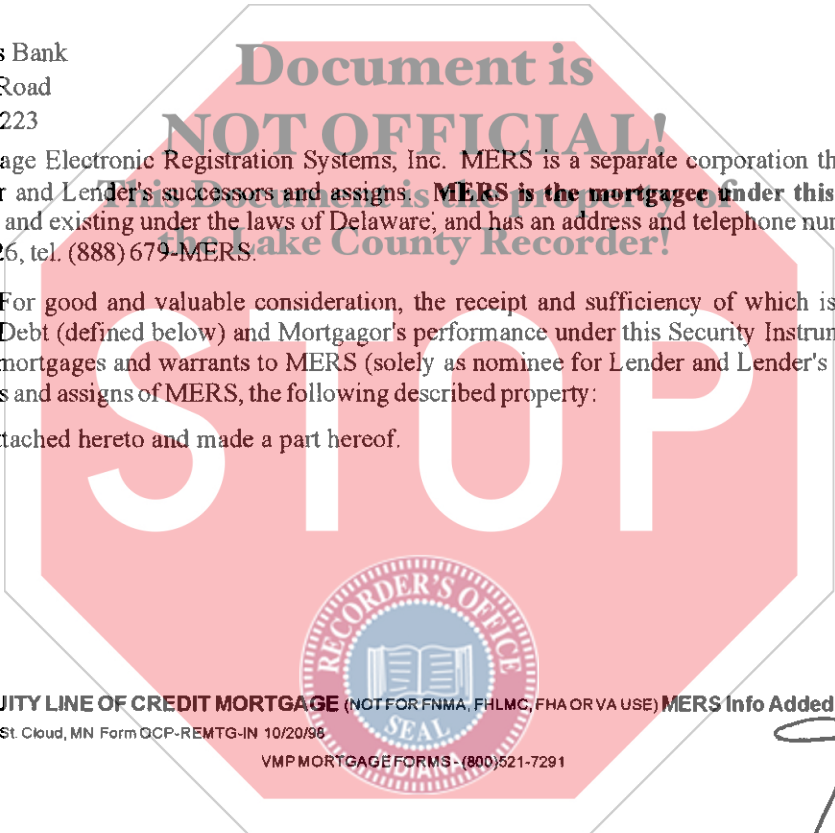 s Bank
Document is
Road
223
NOT OFFICIAL!
age Electronic Registration Systems, Inc. MERS is a separate corporation th
r and Lender's successors and assigns. MERS is the mortgagee under this
This Document is the property of
and existing under the laws of Delaware, and has an address and telephone nur
26, tel. (888) 679-MERS.
the Lake County Recorder!
For good and valuable consideration, the receipt and sufficiency of which is
Debt (defined below) and Mortgagor's performance under this Security Instrun
mortgages and warrants to MERS (solely as nominee for Lender and Lender's
s and assigns of MERS, the following described property:
tached hereto and made a part hereof.
STOP
RECORDER'S OFFICE
SEAL
INDIANA
UITY LINE OF CREDIT MORTGAGE (NOT FOR FNMA, FHLMC, FHA OR VA USE) MERS Info Added
St. Cloud, MN Form OCP-REMTG-IN 10/20/98
VMP MORTGAGE FORMS - (800)521-7291